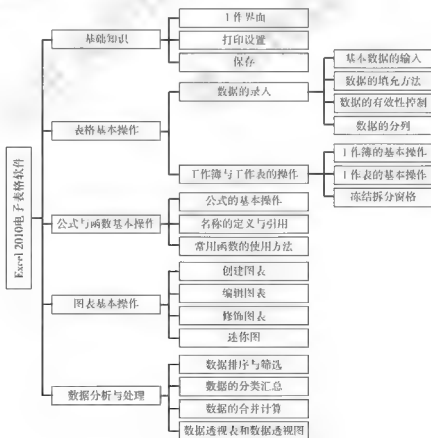 Excel 2010电子表格软件
基础知识
工作界面
打印设置
保存
表格基本操作
数据的录入
基本数据的输入
数据的填充方法
数据的有效性控制
数据的分列
工作簿与工作表的操作
工作簿的基本操作
工作表的基本操作
冻结拆分窗格
公式与函数基本操作
公式的基本操作
名称的定义与引用
常用函数的使用方法
图表基本操作
创建图表
编辑图表
修饰图表
迷你图
数据分析与处理
数据排序与筛选
数据的分类汇总
数据的合并计算
数据透视表和数据透视图